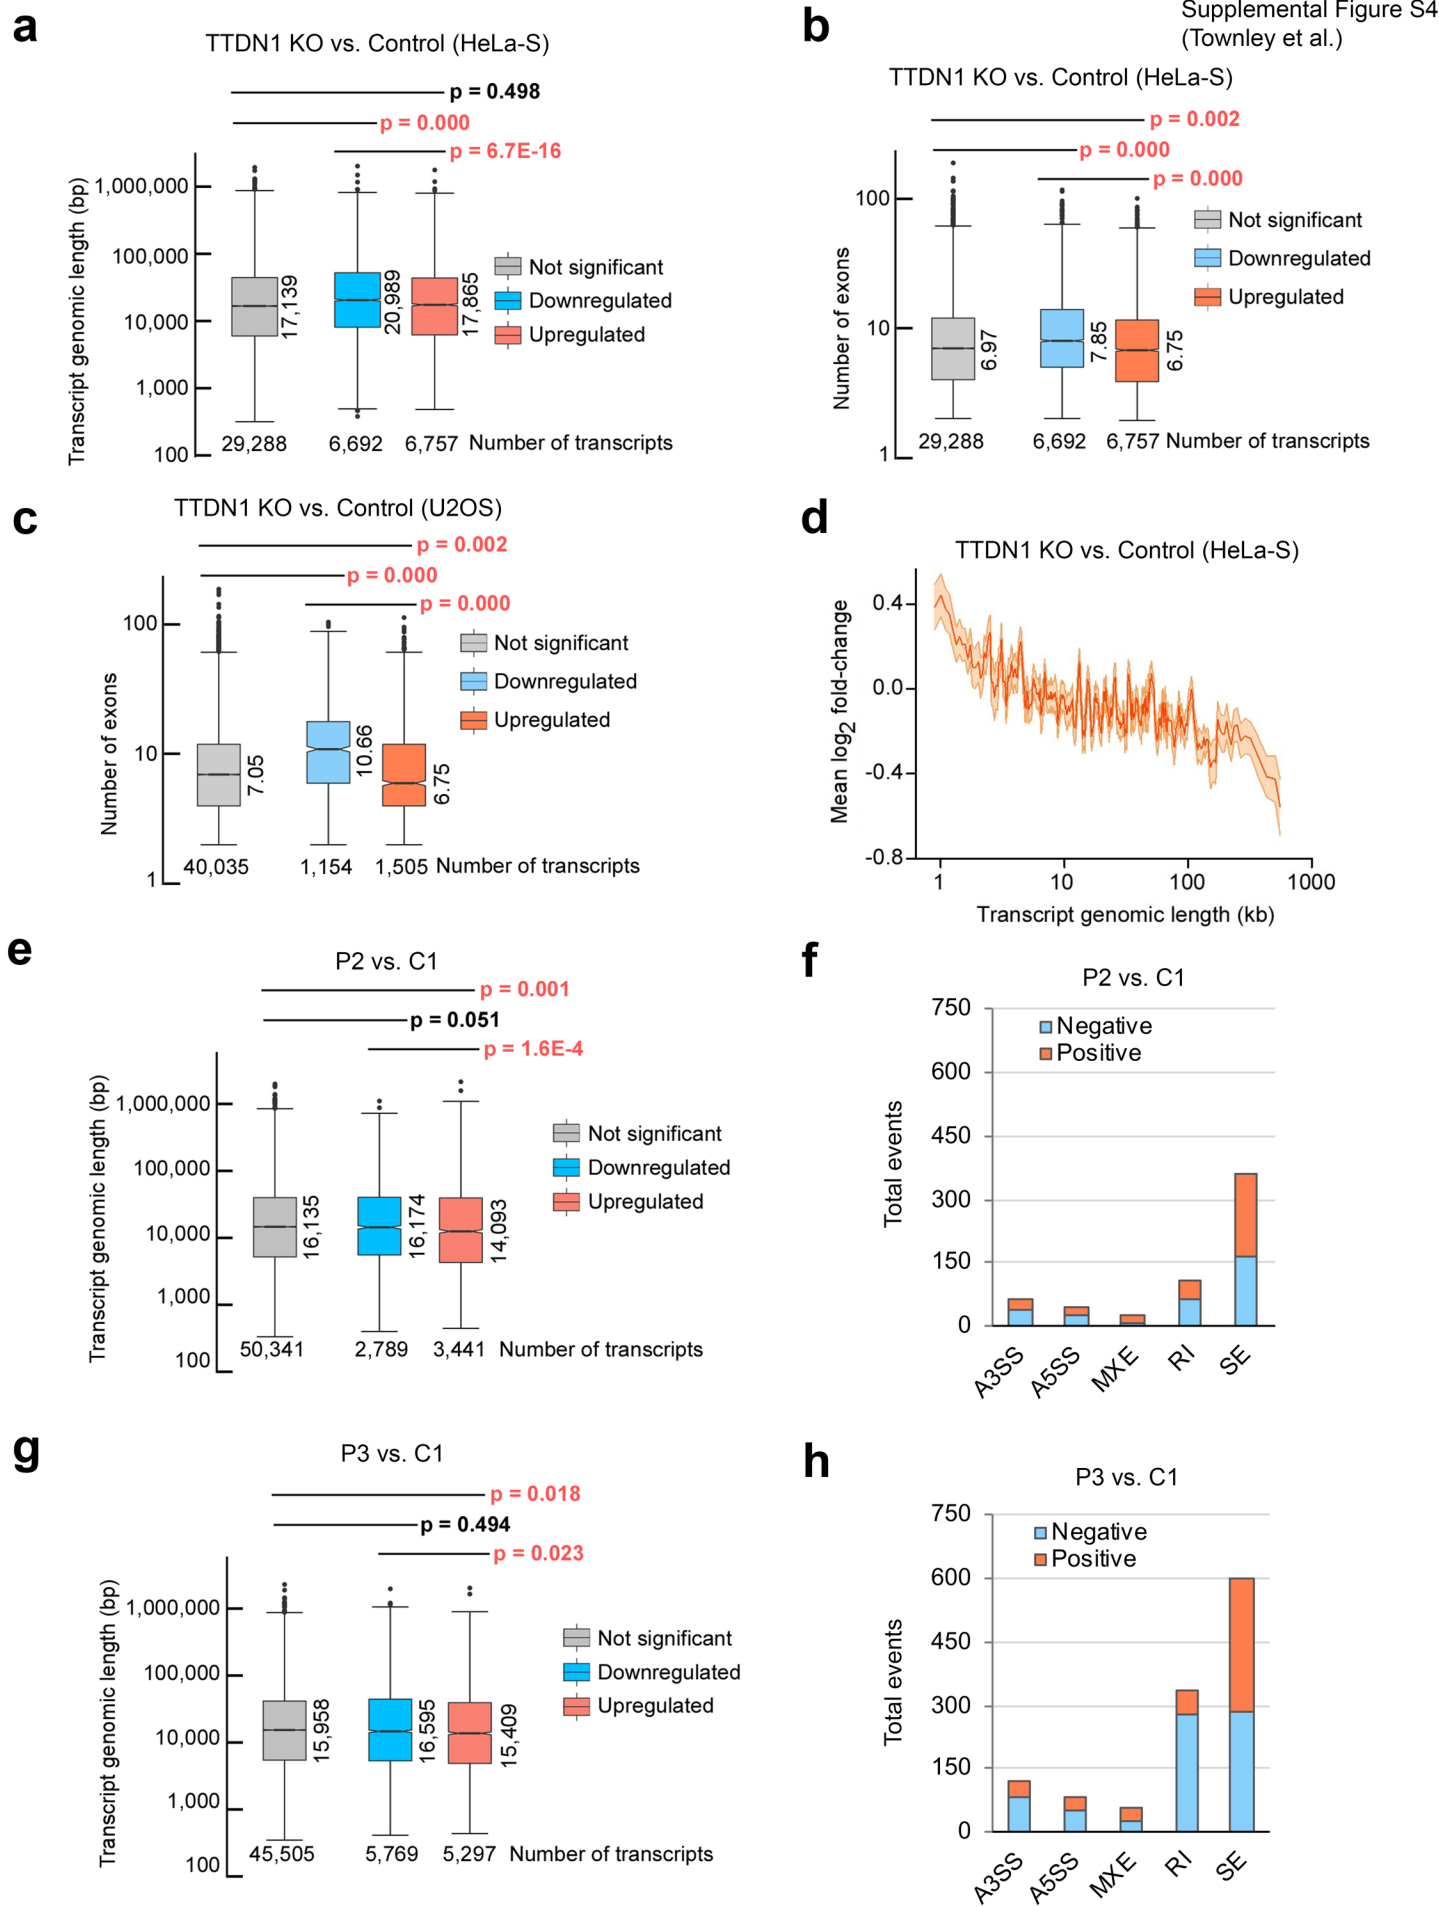 Supplemental Figure S4
(Townley et al.)
a
TTDN1 KO vs. Control (HeLa-S)
p = 0.498
p = 0.000
p = 6.7E-16
Transcript genomic length (bp)
1,000,000
100,000
10,000
1,000
100
17,139
20,989
17,865
Not significant
Downregulated
Upregulated
29,288 6,692 6,757 Number of transcripts
b
TTDN1 KO vs. Control (HeLa-S)
p = 0.002
p = 0.000
p = 0.000
Number of exons
100
10
1
6.97
7.85
6.75
Not significant
Downregulated
Upregulated
29,288 6,692 6,757 Number of transcripts
c
TTDN1 KO vs. Control (U2OS)
p = 0.002
p = 0.000
p = 0.000
Number of exons
100
10
1
7.05
10.66
6.75
Not significant
Downregulated
Upregulated
40,035 1,154 1,505 Number of transcripts
d
TTDN1 KO vs. Control (HeLa-S)
Mean log2 fold-change
0.4
0.0
-0.4
-0.8
1 10 100 1000
Transcript genomic length (kb)
e
P2 vs. C1
p = 0.001
p = 0.051
p = 1.6E-4
Transcript genomic length (bp)
1,000,000
100,000
10,000
1,000
100
16,135
16,174
14,093
Not significant
Downregulated
Upregulated
50,341 2,789 3,441 Number of transcripts
f
P2 vs. C1
Total events
750
600
450
300
150
0
Negative
Positive
A3SS A5SS MXE RI SE
g
P3 vs. C1
p = 0.018
p = 0.494
p = 0.023
Transcript genomic length (bp)
1,000,000
100,000
10,000
1,000
100
15,958
16,595
15,409
Not significant
Downregulated
Upregulated
45,505 5,769 5,297 Number of transcripts
h
P3 vs. C1
Total events
750
600
450
300
150
0
Negative
Positive
A3SS A5SS MXE RI SE